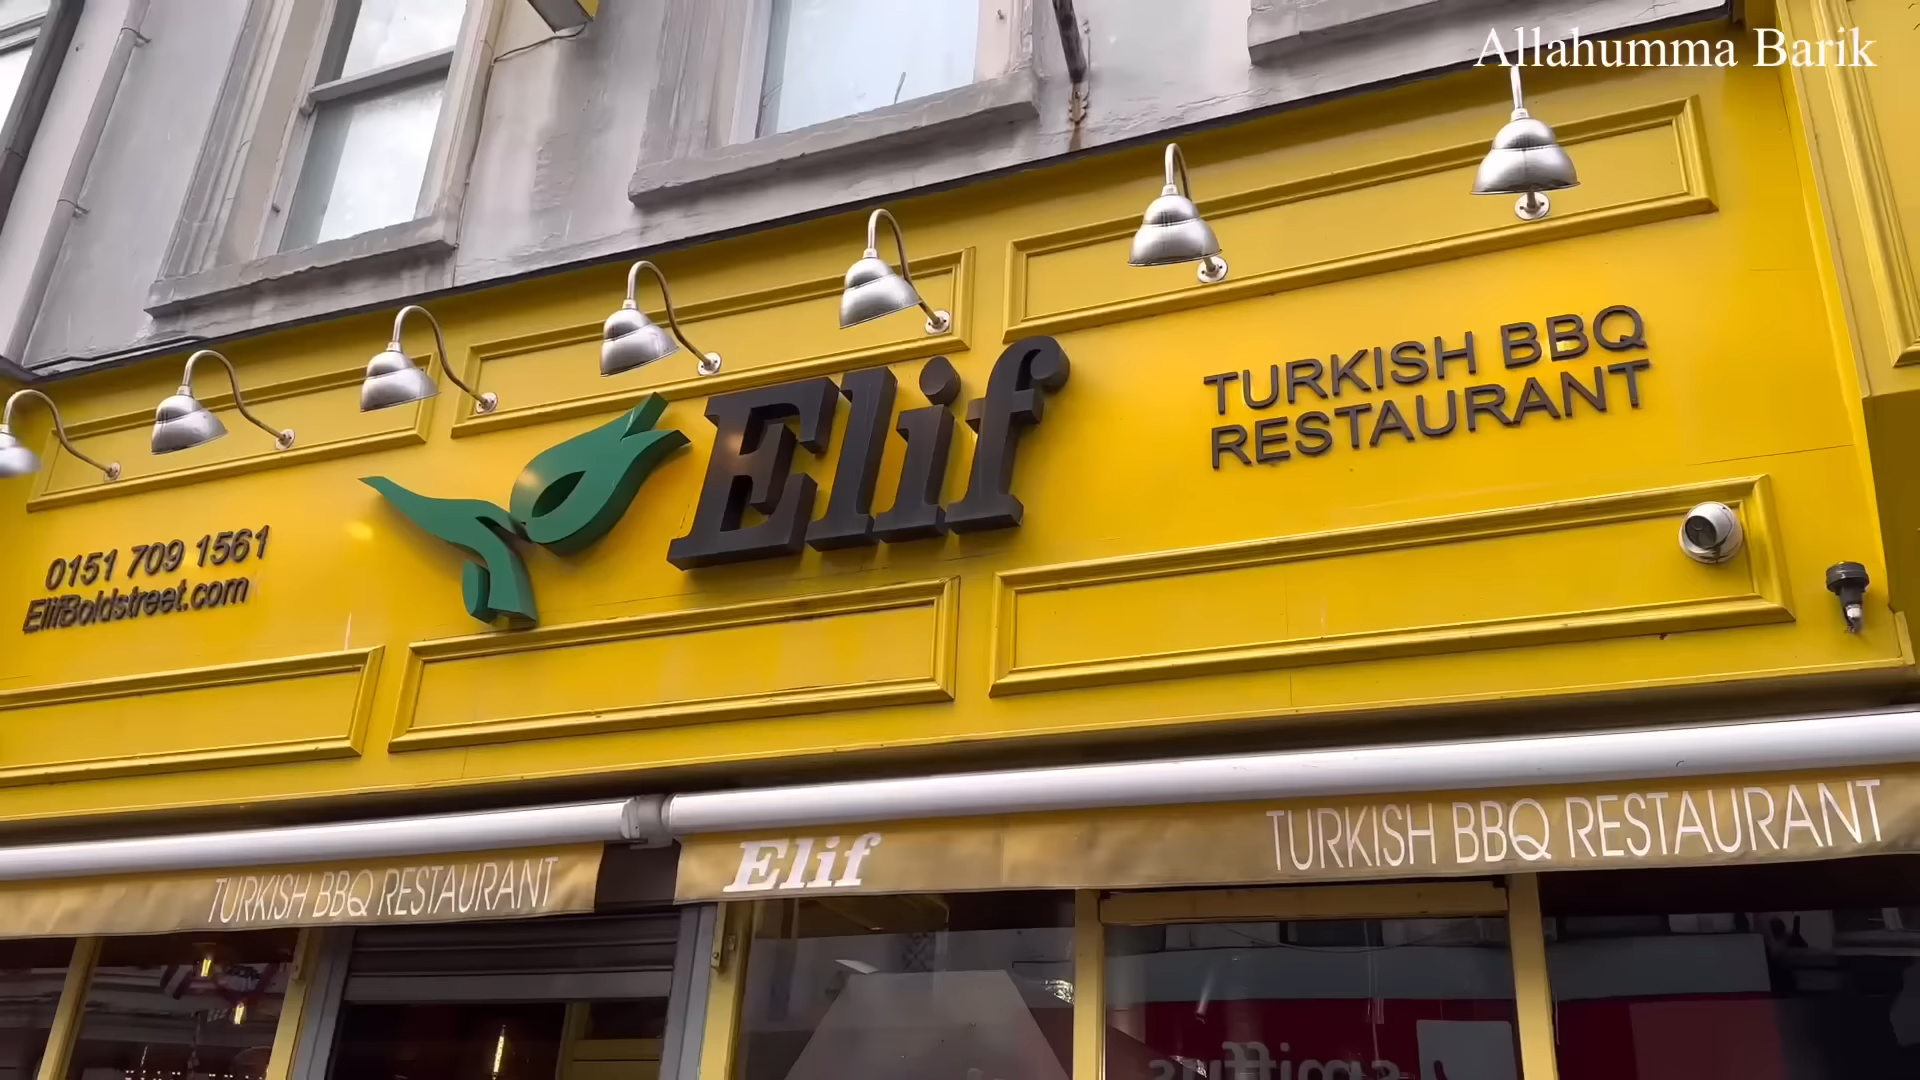 Allahumma Barik
TURKISH BBQ
RESTAURANT
Elif
0151 709 1561
ElifBoldstreet.com
TURKISH BBQ RESTAURANT
Elif
TURKISH BBQ RESTAURANT